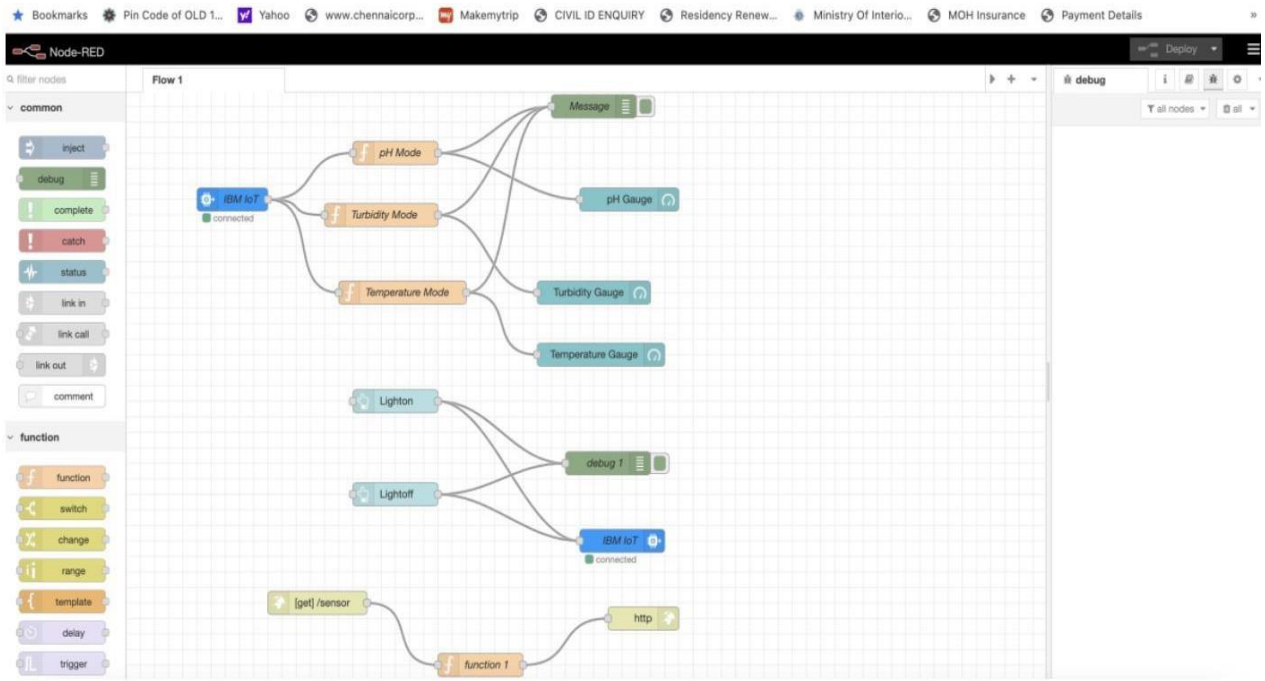 Bookmarks Pin Code of OLD 1... Yahoo www.chennaicorp... Makemytrip CIVIL ID ENQUIRY Residency Renew... Ministry Of Interio... MOH Insurance Payment Details »
Node-RED Deploy
filter nodes
Flow 1
debug
i
common
all nodes
all
inject
debug
complete
catch
status
link in
link call
link out
comment
function
function
switch
change
range
template
delay
trigger
Message
pH Mode
IBM IoT
connected
pH Gauge
Turbidity Mode
Temperature Mode
Turbidity Gauge
Temperature Gauge
Lighton
debug 1
Lightoff
IBM IoT
connected
[get] /sensor
http
function 1